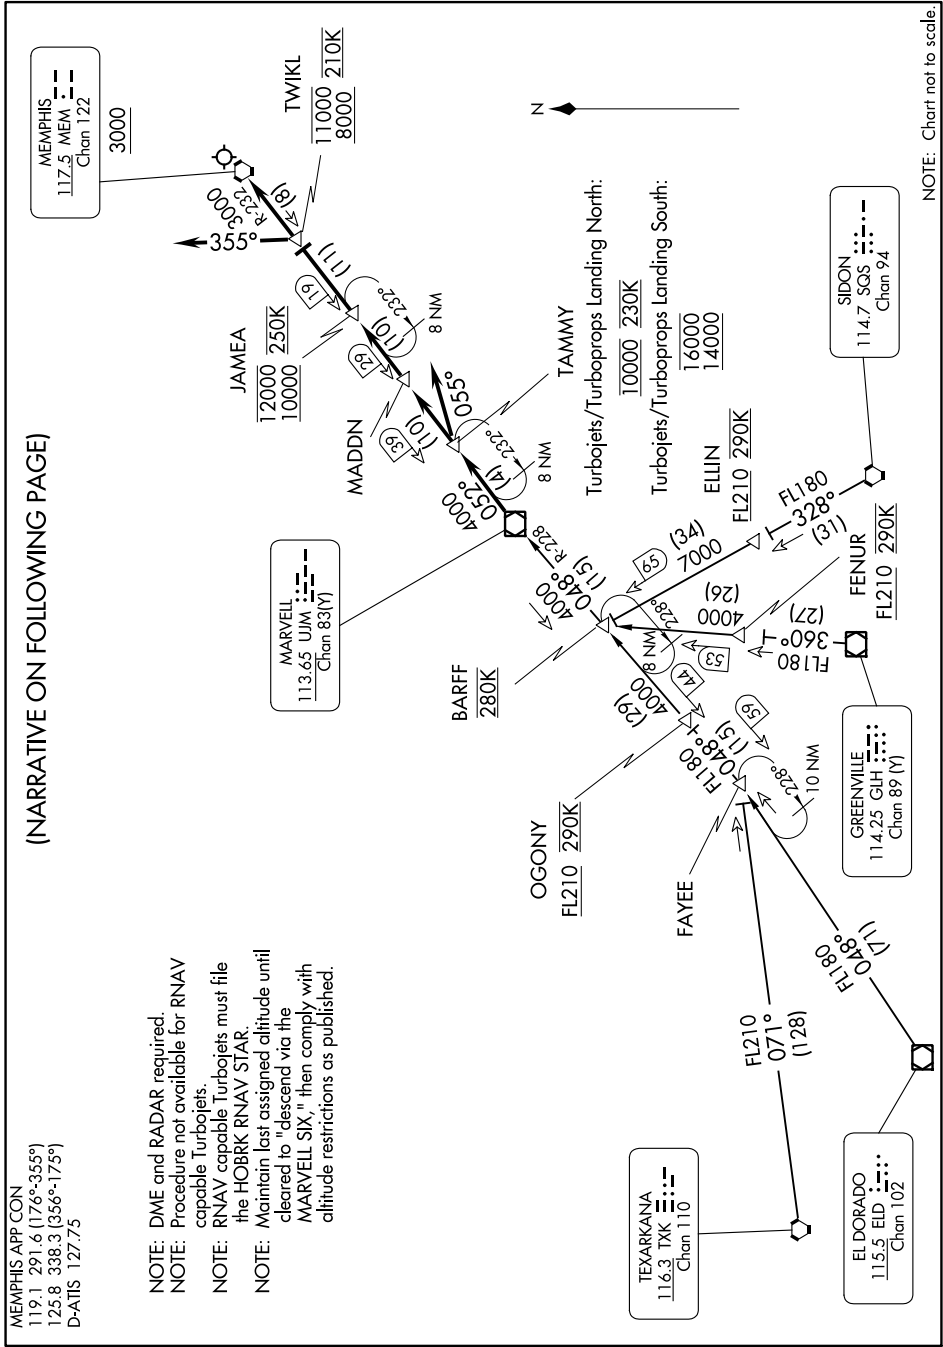 (NARRATIVE ON FOLLOWING PAGE)
MEMPHIS APP CON
119.1 291.6 (176°-355°)
125.8 338.3 (356°-175°)
D-ATIS 127.75
NOTE: DME and RADAR required.
NOTE: Procedure not available for RNAV
capable Turbojets.
NOTE: RNAV capable Turbojets must file
the HOBRK RNAV STAR.
NOTE: Maintain last assigned altitude until
cleared to "descend via the
MARVELL SIX," then comply with
altitude restrictions as published.
MEMPHIS
117.5 MEM
Chan 122
3000
TWIKL
11000 210K
8000
3000
R-232
(8)
355°
(11)
19
232°
8 NM
JAMEA
12000 250K
10000
(10)
29
MADDN
39
(10)
055°
TAMMY
Turbojets/Turboprops Landing North:
10000 230K
Turbojets/Turboprops Landing South:
16000
14000
232°
8 NM
4000
052°
(4)
MARVELL
113.65 UJM
Chan 83(Y)
R-228
4000
048°
(15)
BARFF
280K
228°
8 NM
65
(34)
7000
ELLIN
FL210 290K
FL180
328°
(31)
SIDON
114.7 SQS
Chan 94
(26)
4000
53
FENUR
FL210 290K
(27)
360°
FL180
GREENVILLE
114.25 GLH
Chan 89 (Y)
(29)
4000
44
OGONY
FL210 290K
FL180
048°
(15)
59
FAYEE
228°
10 NM
FL210
071°
(128)
TEXARKANA
116.3 TXK
Chan 110
FL180
048°
(71)
EL DORADO
115.5 ELD
Chan 102
N
NOTE: Chart not to scale.